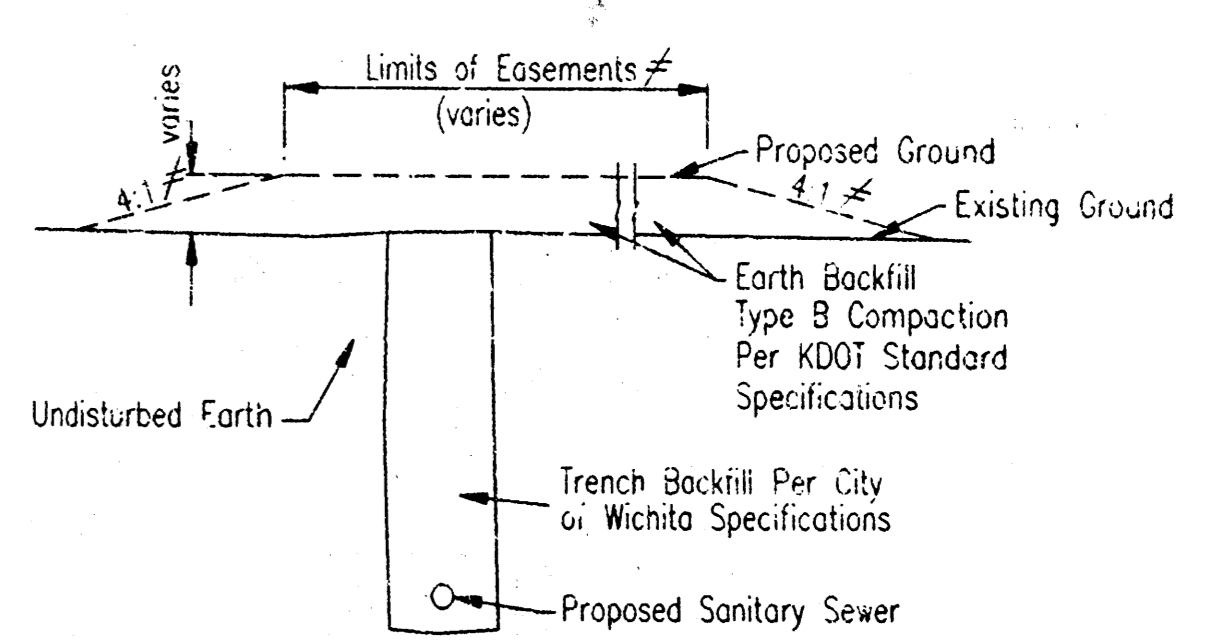 Limits of Easements ≠
(varies)
varies
4:1 ≠
Proposed Ground
4:1 ≠
Existing Ground
Earth Backfill
Type B Compaction
Per KDOT Standard
Specifications
Undisturbed Earth
Trench Backfill Per City
of Wichita Specifications
Proposed Sanitary Sewer